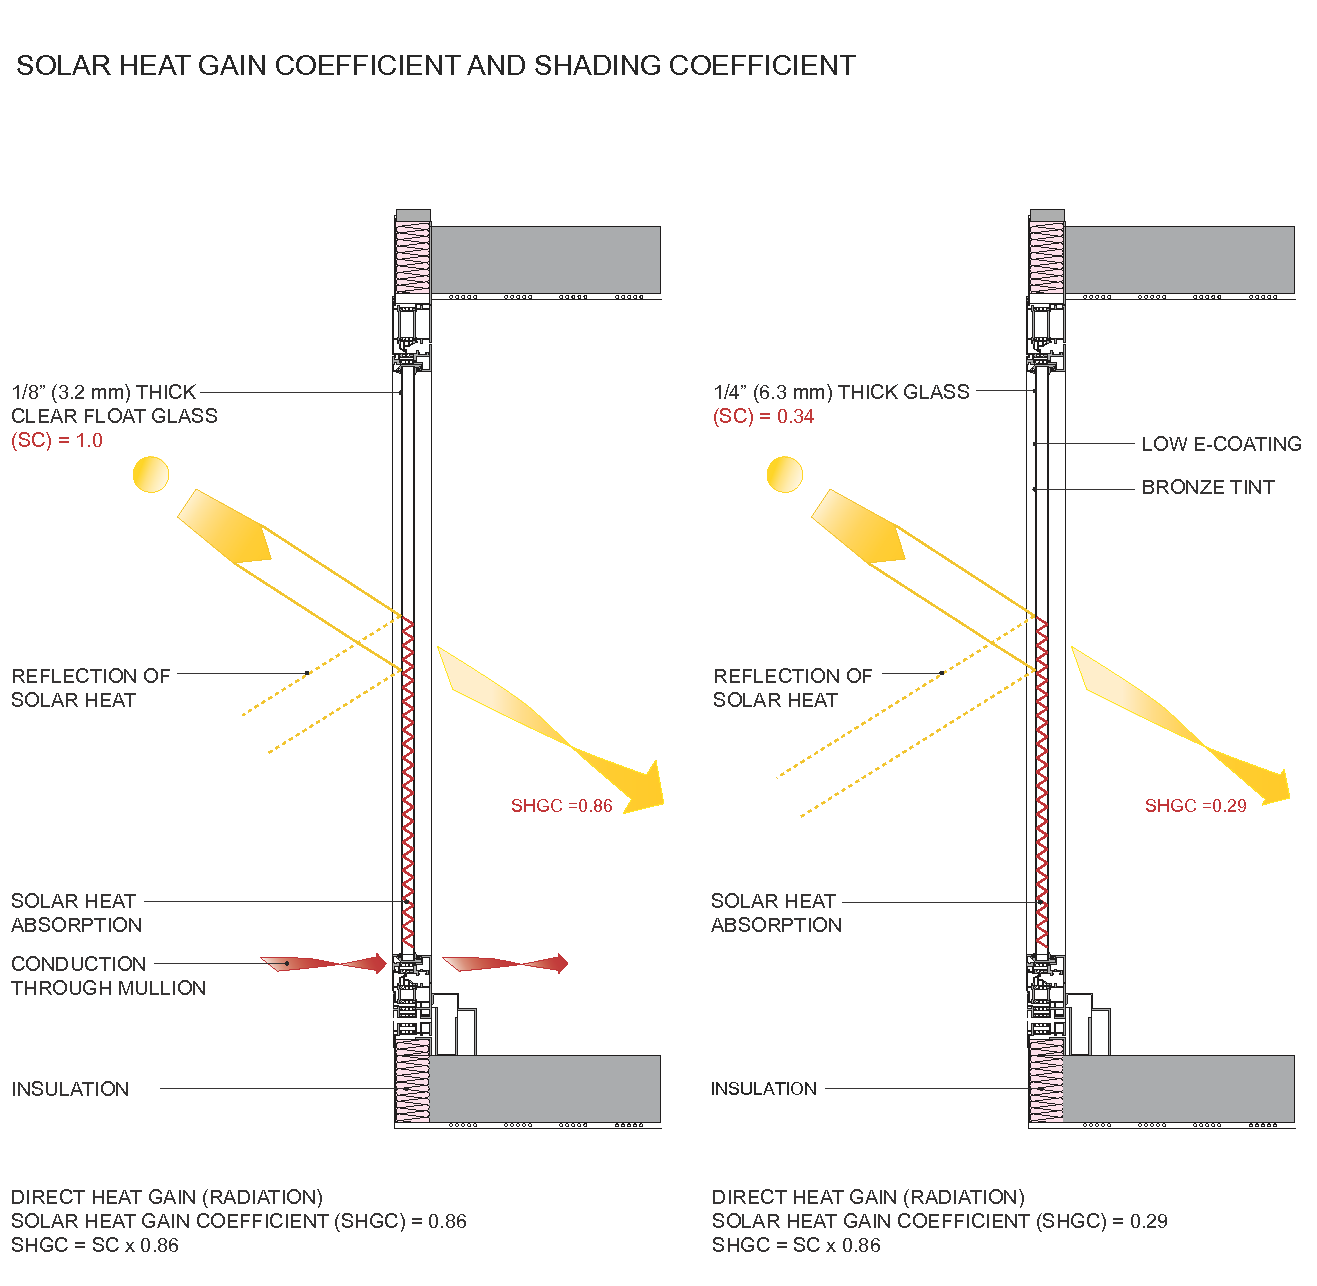 SOLAR HEAT GAIN COEFFICIENT AND SHADING COEFFICIENT
1/8” (3.2 mm) THICK
CLEAR FLOAT GLASS
(SC) = 1.0
REFLECTION OF
SOLAR HEAT
SHGC =0.86
SOLAR HEAT
ABSORPTION
CONDUCTION
THROUGH MULLION
INSULATION
DIRECT HEAT GAIN (RADIATION)
SOLAR HEAT GAIN COEFFICIENT (SHGC) = 0.86
SHGC = SC x 0.86
1/4” (6.3 mm) THICK GLASS
(SC) = 0.34
LOW E-COATING
BRONZE TINT
REFLECTION OF
SOLAR HEAT
SHGC =0.29
SOLAR HEAT
ABSORPTION
INSULATION
DIRECT HEAT GAIN (RADIATION)
SOLAR HEAT GAIN COEFFICIENT (SHGC) = 0.29
SHGC = SC x 0.86